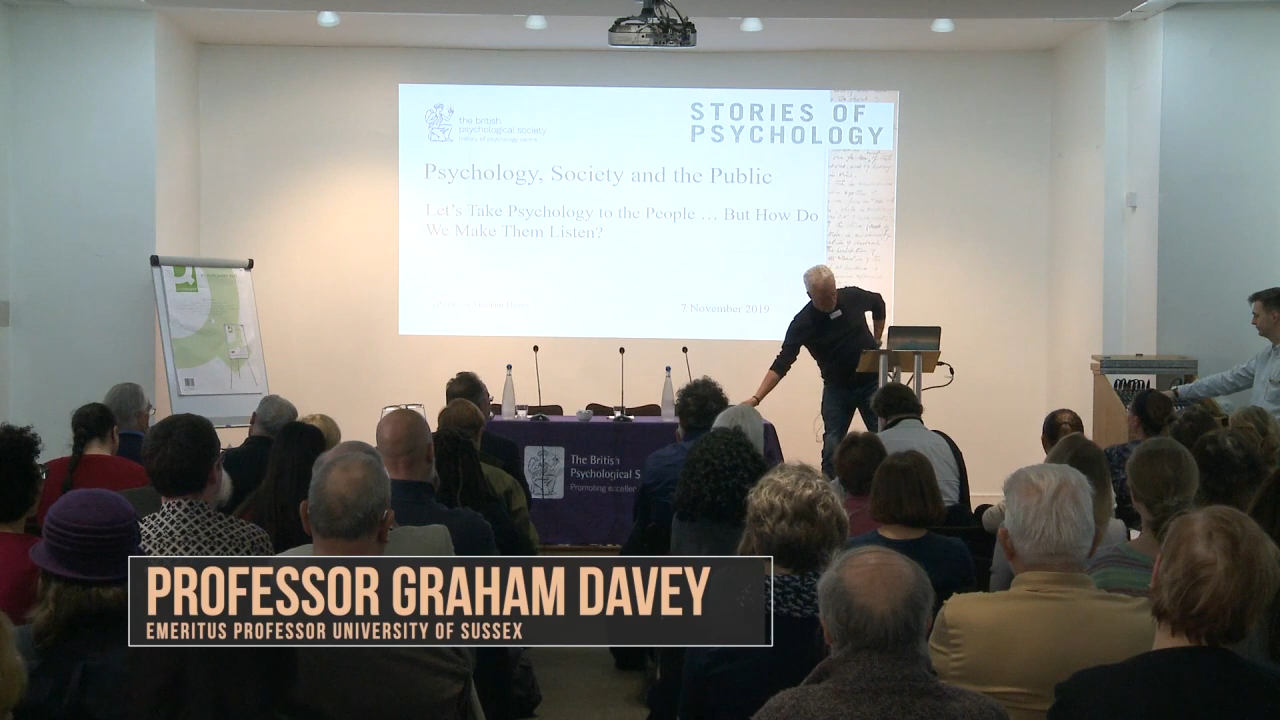 the british
psychological society
history of psychology centre
STORIES OF
PSYCHOLOGY
Psychology, Society and the Public
Let's Take Psychology to the People … But How Do
We Make Them Listen?
7 November 2019
The British
Psychological S
Promoting excellen
PROFESSOR GRAHAM DAVEY
EMERITUS PROFESSOR UNIVERSITY OF SUSSEX